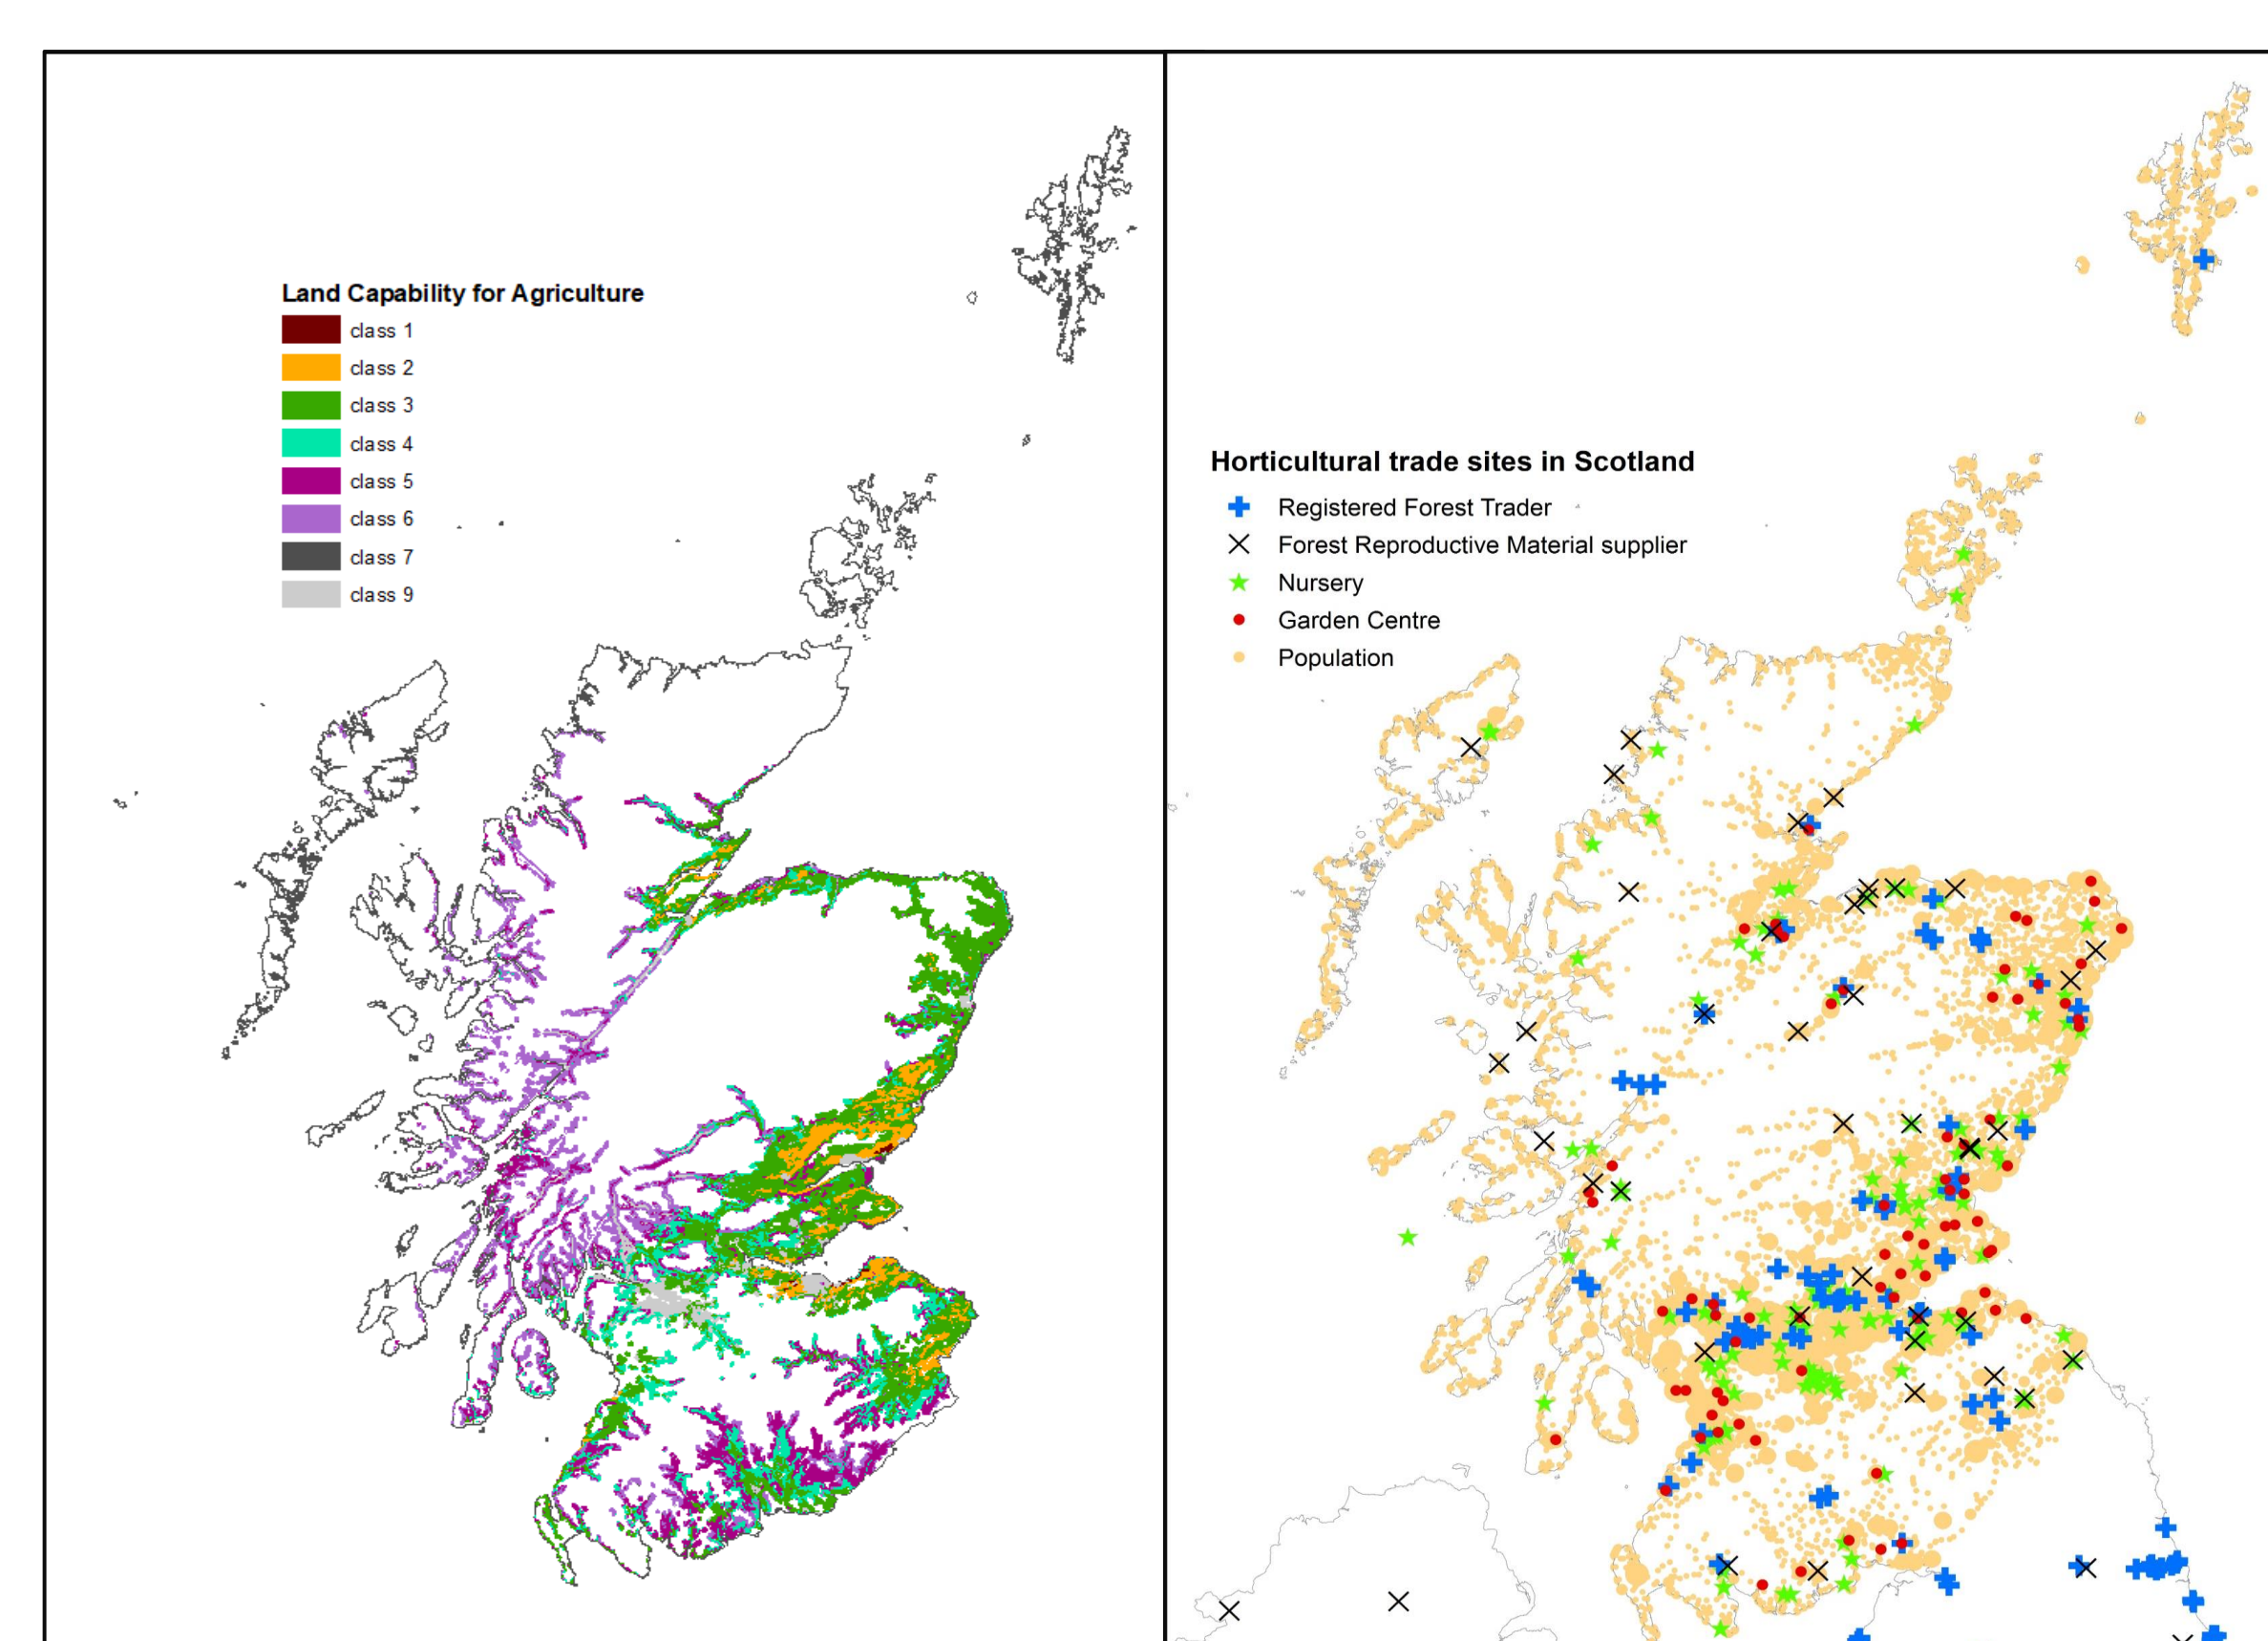 Land Capability for Agriculture
class 1
class 2
class 3
class 4
class 5
class 6
class 7
class 9
Horticultural trade sites in Scotland
Registered Forest Trader
Forest Reproductive Material supplier
Nursery
Garden Centre
Population